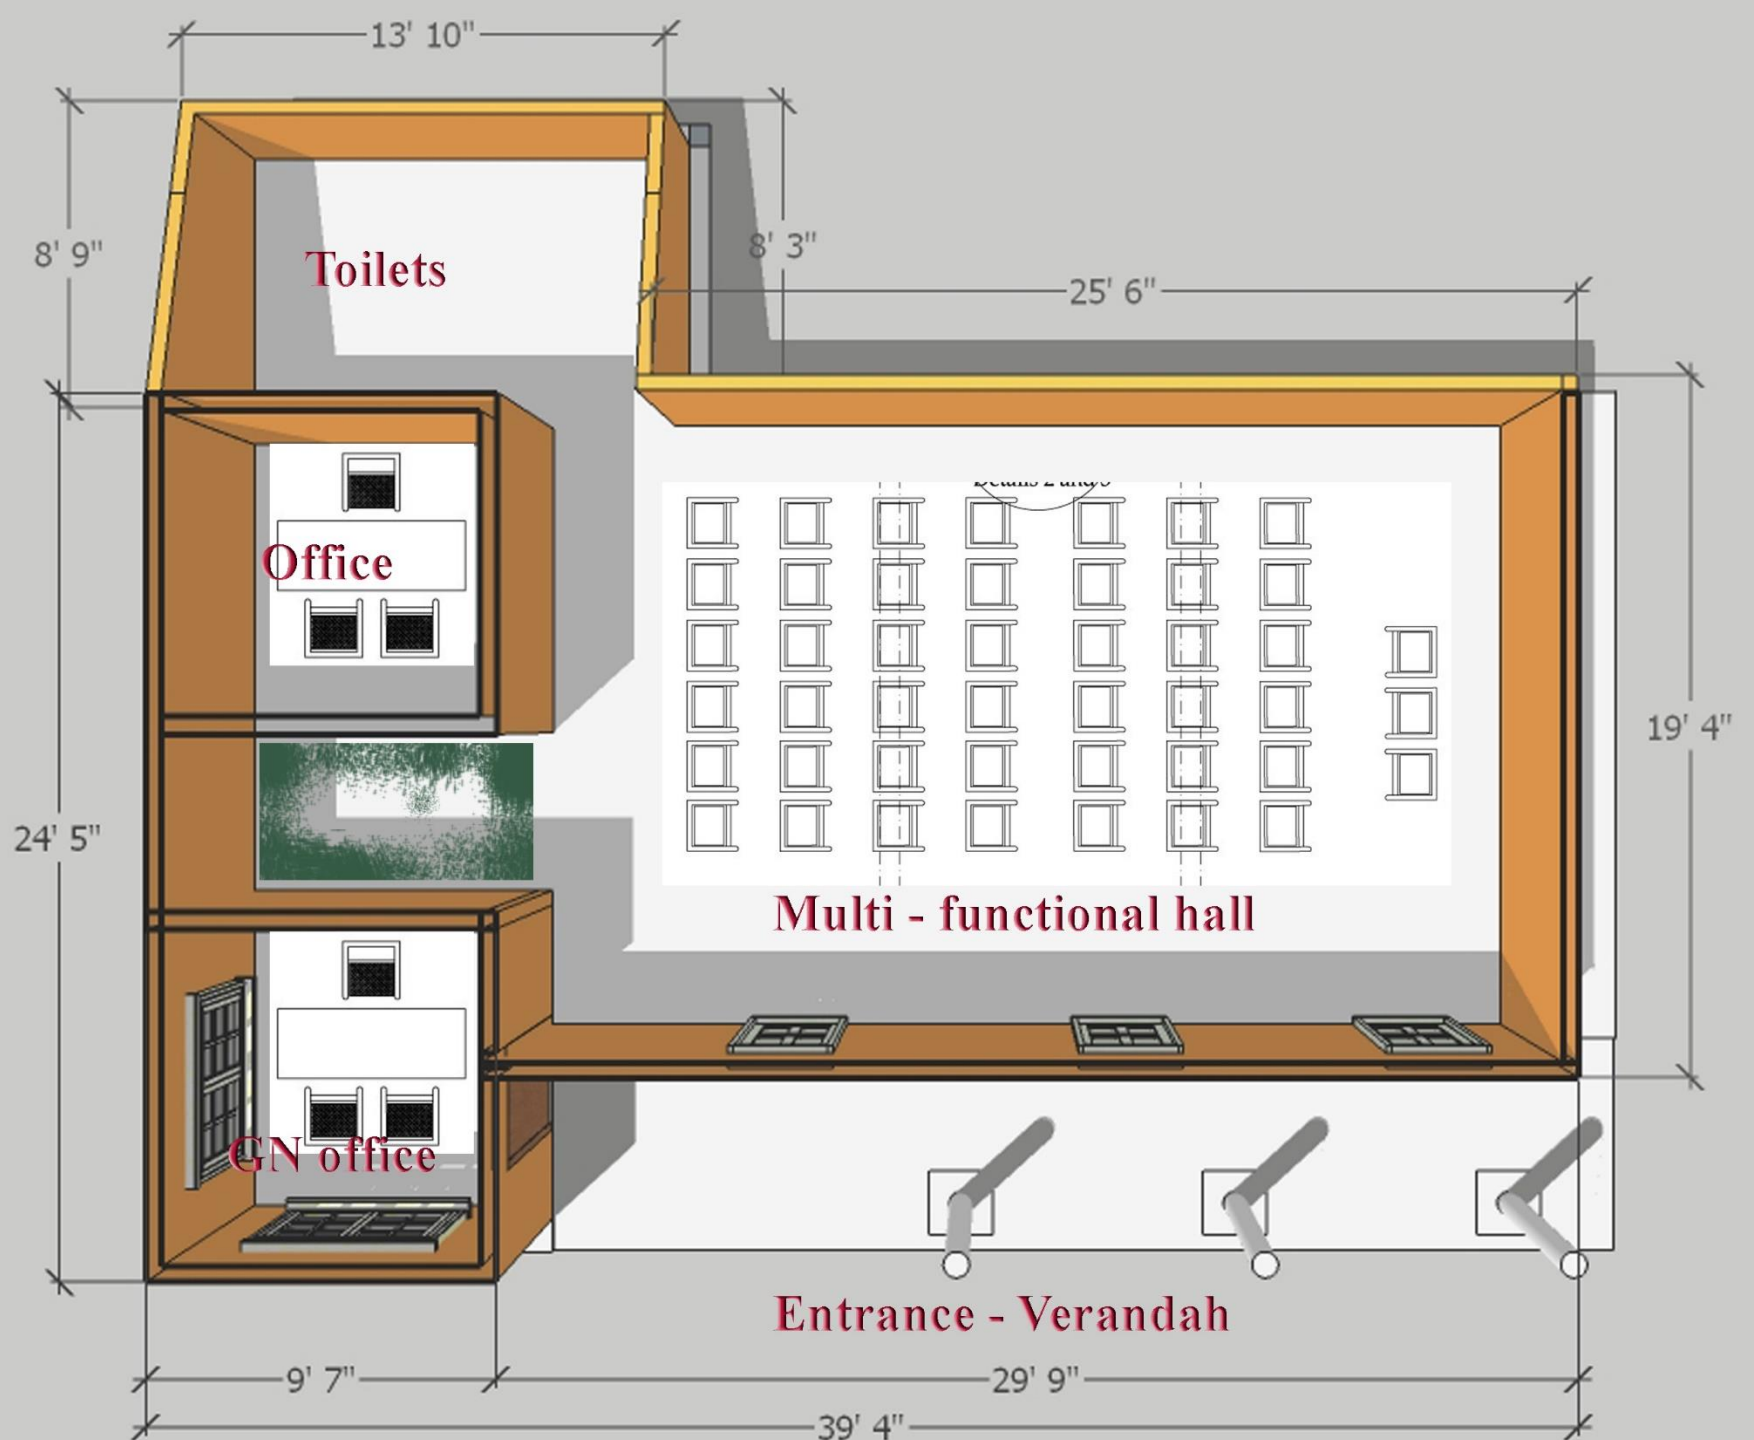 13' 10"
8' 9"
8' 3"
25' 6"
Toilets
Office
19' 4"
24' 5"
Multi - functional hall
GN office
Entrance - Verandah
9' 7"
29' 9"
39' 4"